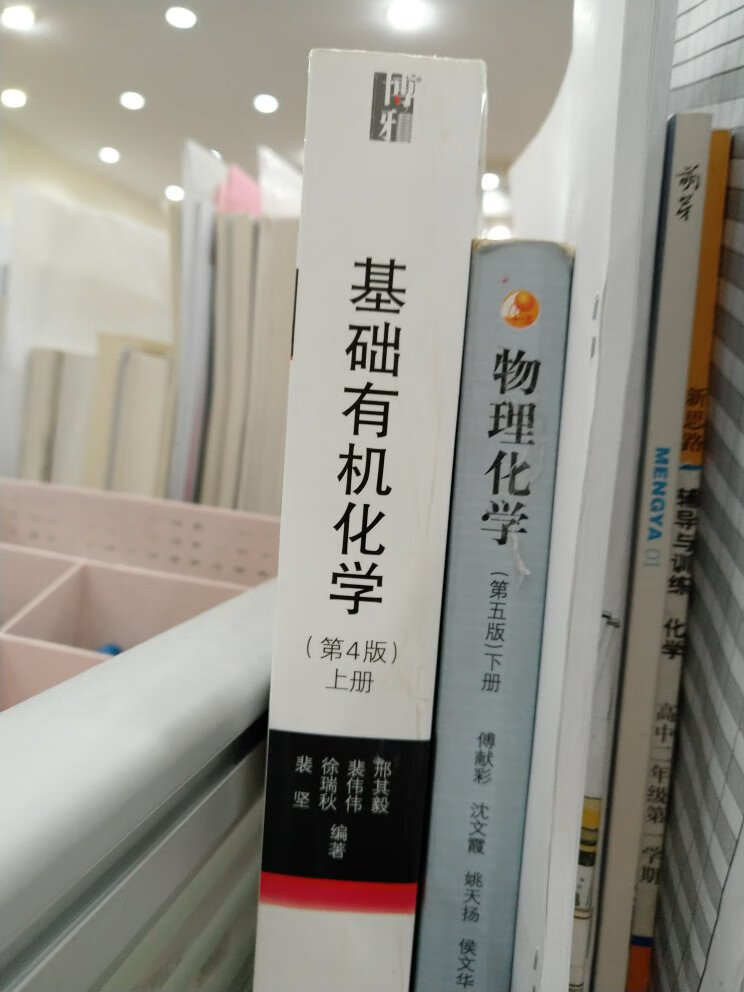 博雅
基础有机化学
（第4版）
上册
邢其毅
裴伟伟
徐瑞秋
裴坚
编著
物理化学
（第五版）下册
傅献彩 沈文霞 姚天扬 侯文华
萌芽
MENGYA 01
新思路
辅导与训练 化学 高中二年级第一学期